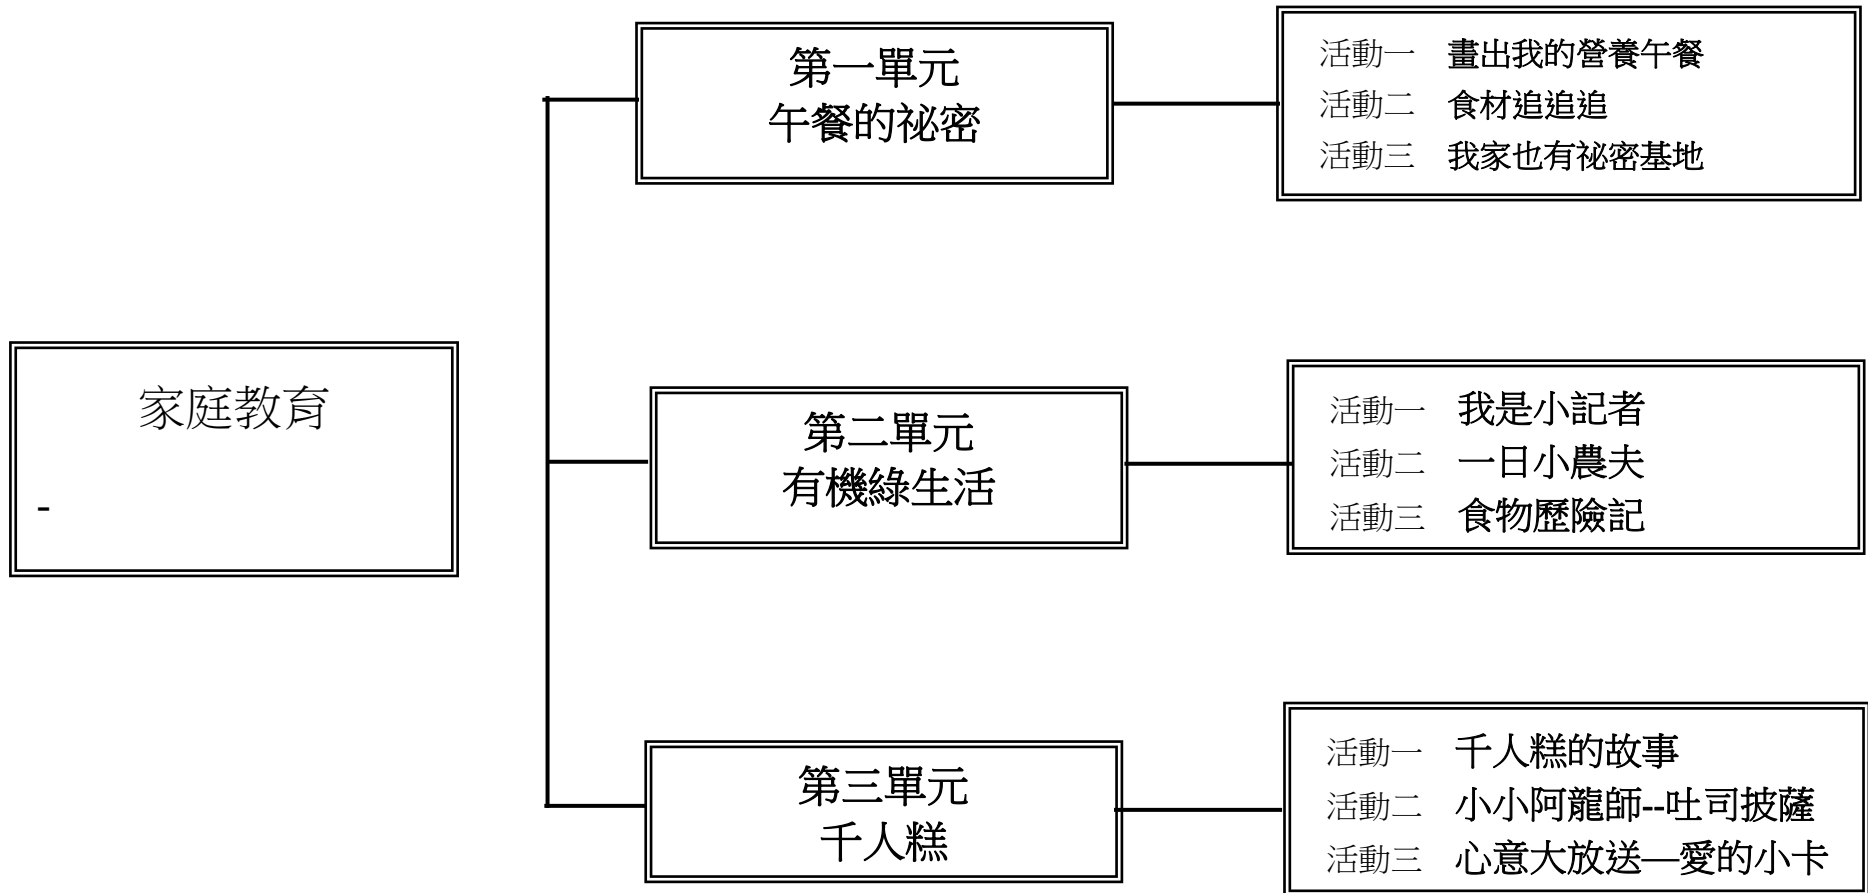 家庭教育
-
第一單元
午餐的祕密
活動一 畫出我的營養午餐
活動二 食材追追追
活動三 我家也有祕密基地
第二單元
有機綠生活
活動一 我是小記者
活動二 一日小農夫
活動三 食物歷險記
第三單元
千人糕
活動一 千人糕的故事
活動二 小小阿龍師--吐司披薩
活動三 心意大放送—愛的小卡